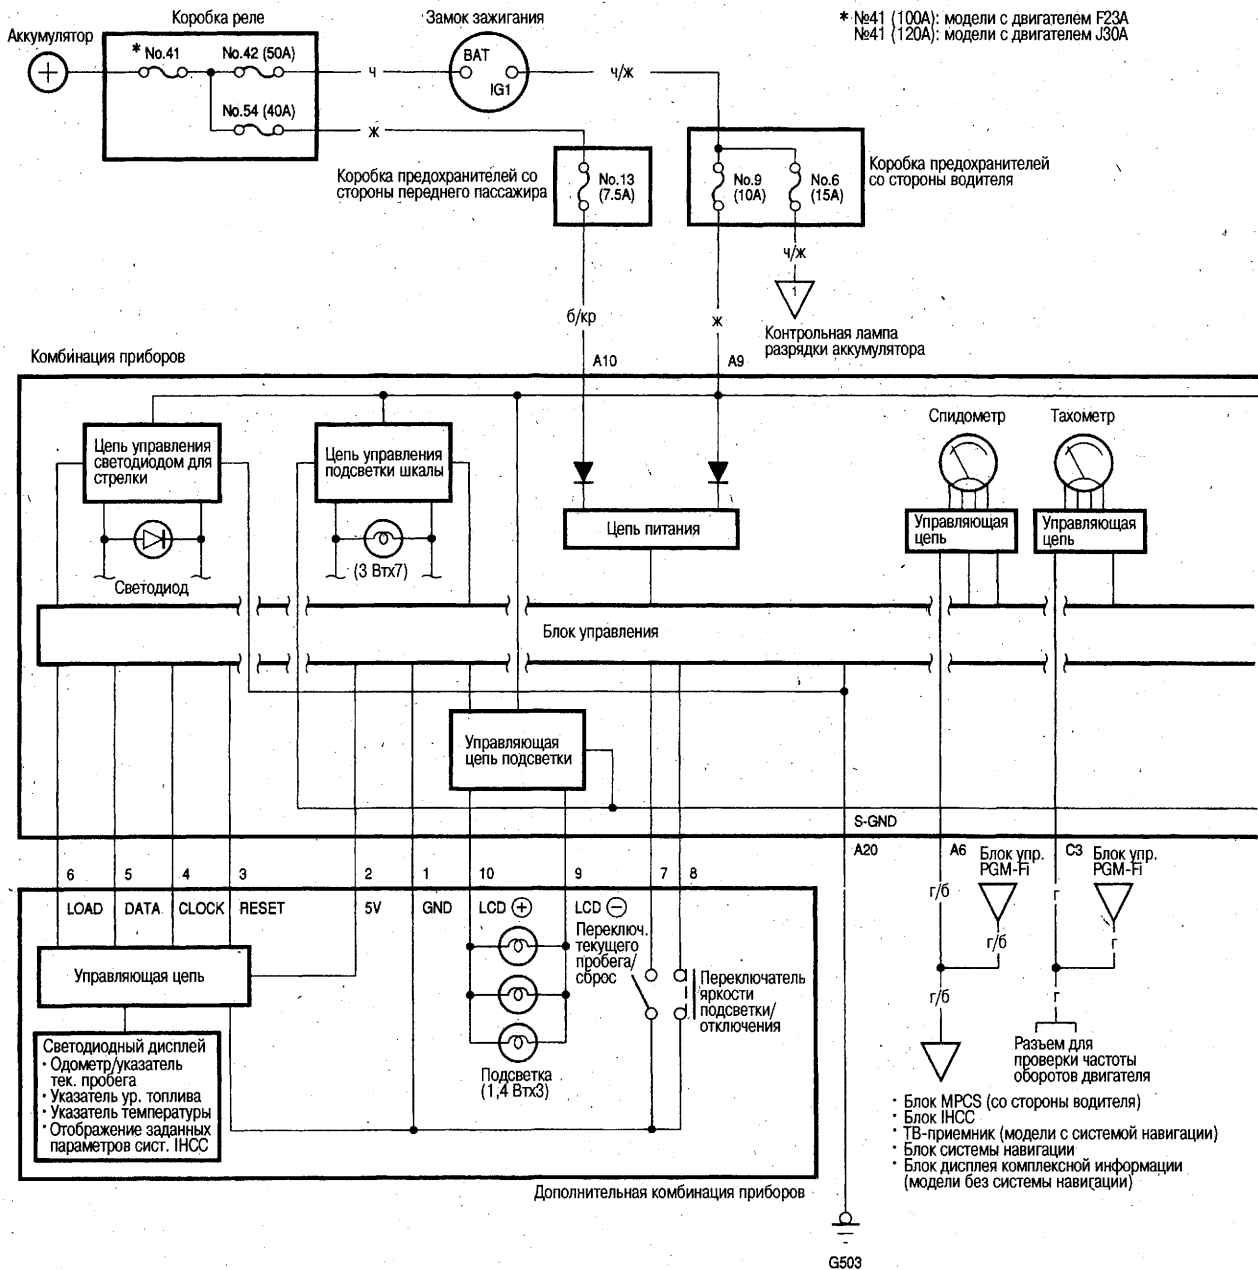 Коробка реле
Замок зажигания
* №41 (100А): модели с двигателем F23A
№41 (120А): модели с двигателем J30A
Аккумулятор
* No.41
No.42 (50A)
ч
BAT
IG1
ч/ж
No.54 (40A)
ж
Коробка предохранителей со
стороны переднего пассажира
No.13
(7.5A)
No.9
(10A)
No.6
(15A)
Коробка предохранителей
со стороны водителя
ч/ж
1
Контрольная лампа
разрядки аккумулятора
б/кр
ж
Комбинация приборов
A10
A9
Спидометр
Тахометр
Цепь управления
светодиодом для
стрелки
Цепь управления
подсветки шкалы
Цепь питания
Управляющая
цепь
Управляющая
цепь
Светодиод
(3 Втх7)
Блок управления
Управляющая
цепь подсветки
S-GND
A20
A6
Блок упр.
PGM-Fi
C3
Блок упр.
PGM-Fi
6
5
4
3
2
1
10
9
7
8
LOAD
DATA
CLOCK
RESET
5V
GND
LCD +
LCD −
г/б
г
г/б
г
Управляющая цепь
Переключ.
текущего
пробега/
сброс
Переключатель
яркости
подсветки/
отключения
г/б
г
Светодиодный дисплей
· Одометр/указатель
тек. пробега
· Указатель ур. топлива
· Указатель температуры
· Отображение заданных
параметров сист. IHCC
Подсветка
(1,4 Втх3)
Разъем для
проверки частоты
оборотов двигателя
· Блок MPCS (со стороны водителя)
· Блок IHCC
· ТВ-приемник (модели с системой навигации)
· Блок системы навигации
· Блок дисплея комплексной информации
(модели без системы навигации)
Дополнительная комбинация приборов
G503